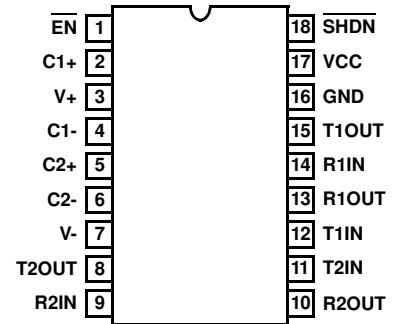 EN 1 18 SHDN
C1+ 2 17 VCC
V+ 3 16 GND
C1- 4 15 T1OUT
C2+ 5 14 R1IN
C2- 6 13 R1OUT
V- 7 12 T1IN
T2OUT 8 11 T2IN
R2IN 9 10 R2OUT